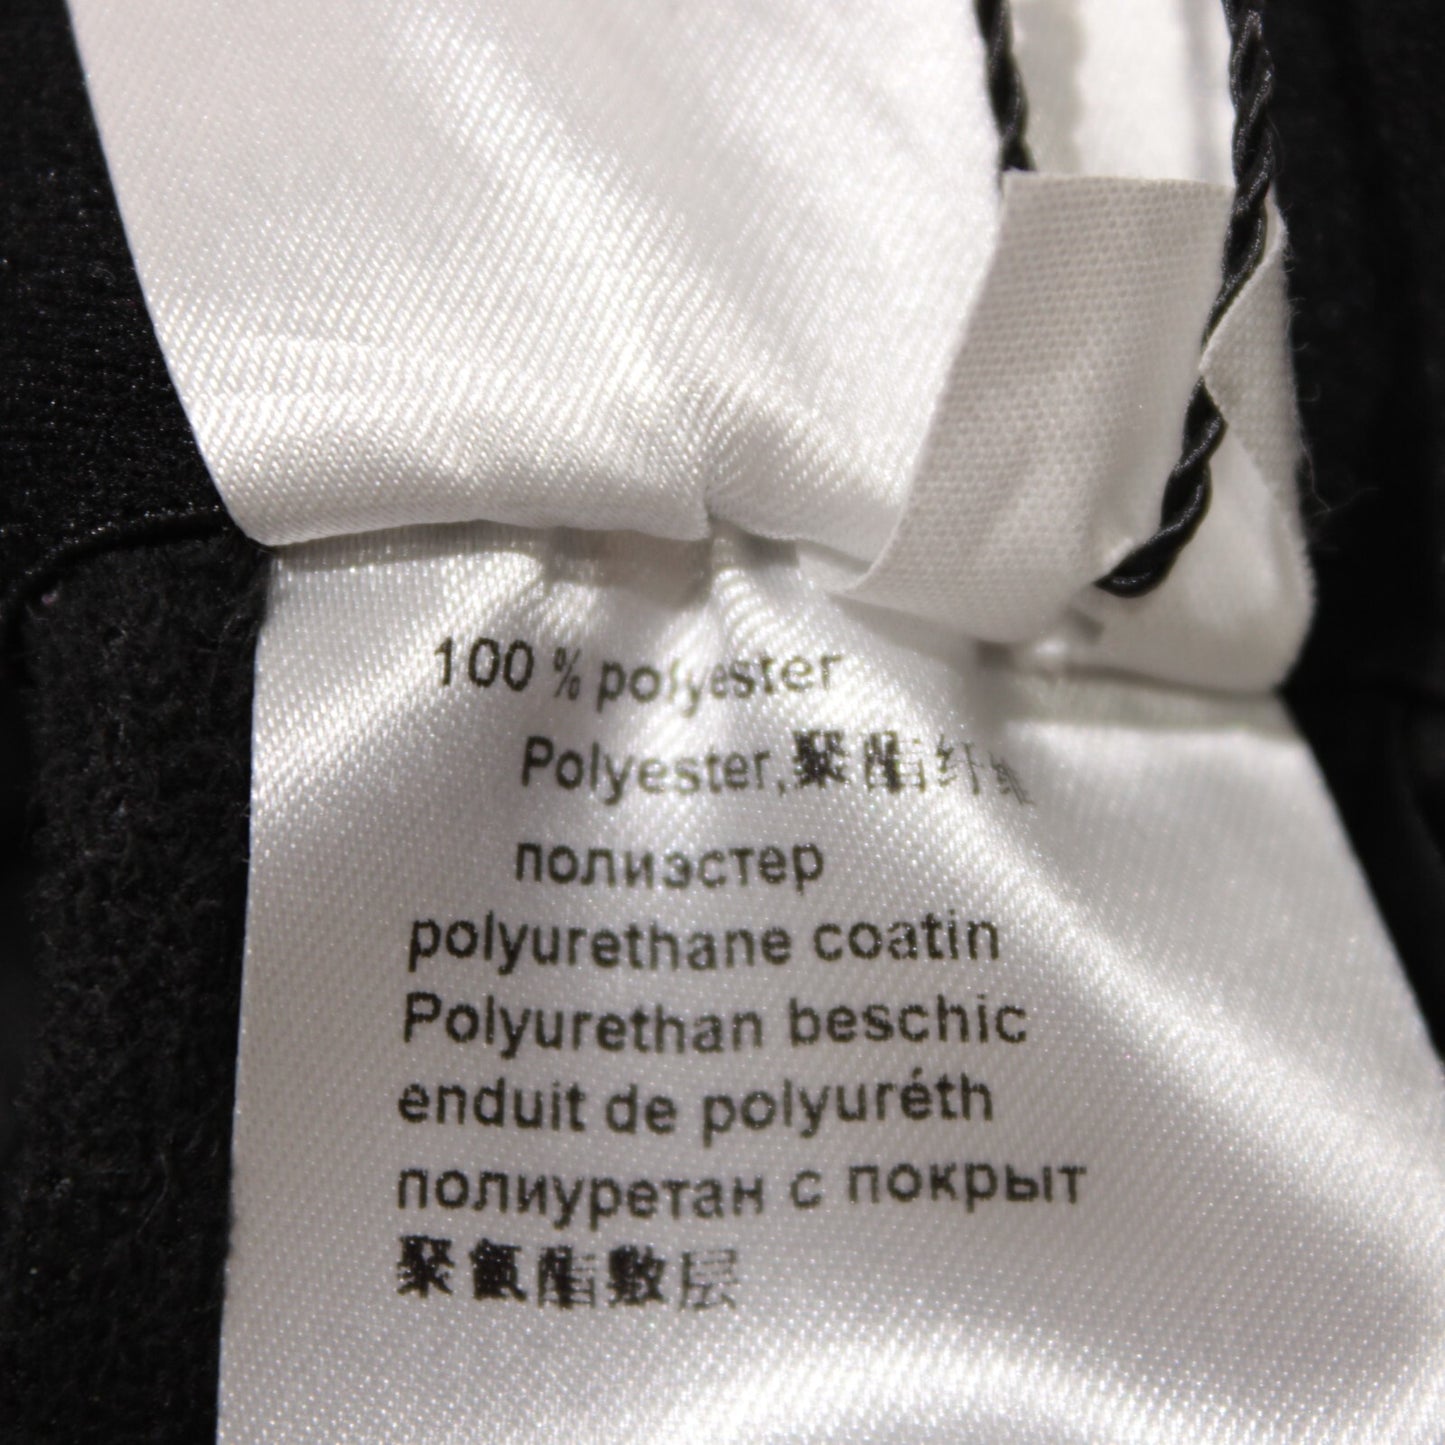 100 % polyester
Polyester,聚酯纤维
полиэстер
polyurethane coatin
Polyurethan beschic
enduit de polyuréth
полиуретан с покрыт
聚氨酯敷层